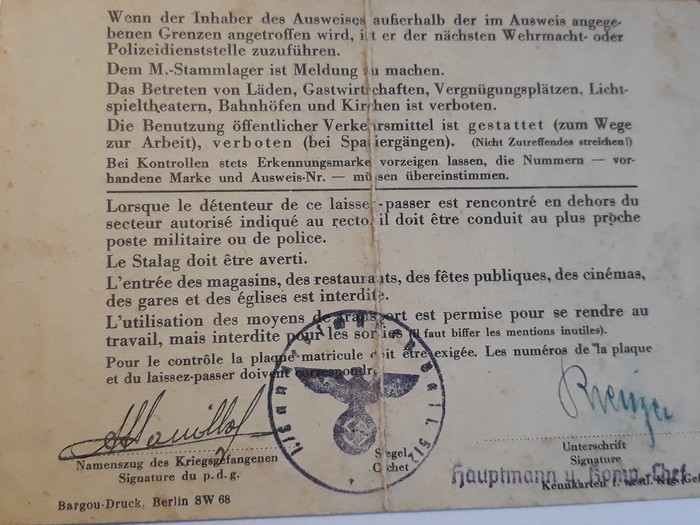 Wenn der Inhaber des Ausweises außerhalb der im Ausweis angege-
benen Grenzen angetroffen wird, ist er der nächsten Wehrmacht- oder
Polizeidienststelle zuzuführen.
Dem M.-Stammlager ist Meldung zu machen.
Das Betreten von Läden, Gastwirtschaften, Vergnügungsplätzen, Licht-
spieltheatern, Bahnhöfen und Kirchen ist verboten.
Die Benutzung öffentlicher Verkehrsmittel ist gestattet (zum Wege
zur Arbeit), verboten (bei Spaziergängen). (Nicht Zutreffendes streichen!)
Bei Kontrollen stets Erkennungsmarke vorzeigen lassen, die Nummern — vor-
handene Marke und Ausweis-Nr. — müssen übereinstimmen.
Lorsque le détenteur de ce laisser-passer est rencontré en dehors du
secteur autorisé indiqué au recto, il doit être conduit au plus proche
poste militaire ou de police.
Le Stalag doit être averti.
L'entrée des magasins, des restaurants, des fêtes publiques, des cinémas,
des gares et des églises est interdite.
L'utilisation des moyens de transport est permise pour se rendre au
travail, mais interdite pour les sorties (il faut biffer les mentions inutiles).
Pour le contrôle la plaque matricule doit être exigée. Les numéros de la plaque
et du laissez-passer doivent correspondre.
Namenszug des Kriegsgefangenen
Signature du p. d. g.
Siegel
Cachet
Unterschrift
Signature
Hauptmann u. Komp.-Chef
Bargou-Druck, Berlin SW 68